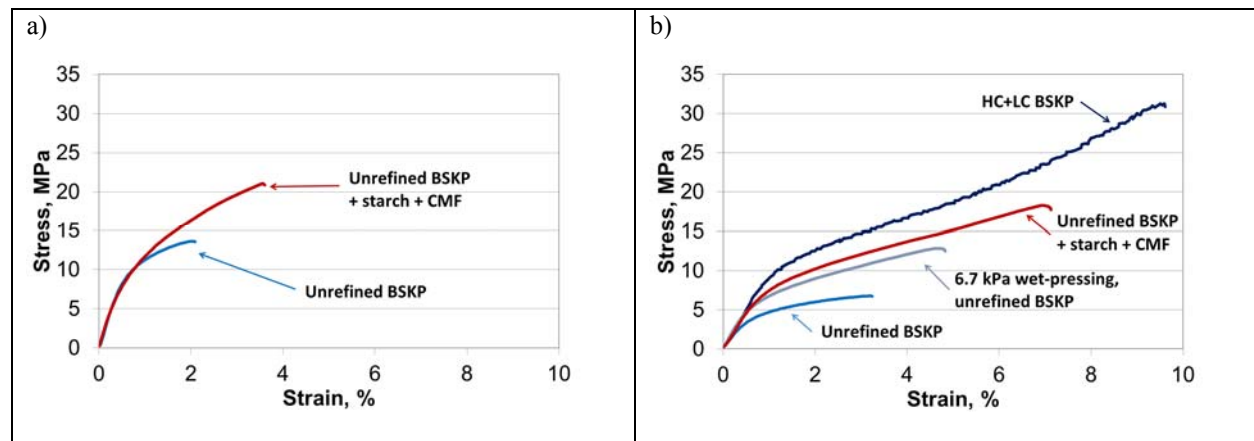 a)
35
30
25
20
15
10
5
0
Stress, MPa
Unrefined BSKP
+ starch + CMF
Unrefined BSKP
0 2 4 6 8 10
Strain, %
b)
35
30
25
20
15
10
5
0
Stress, MPa
HC+LC BSKP
Unrefined BSKP
+ starch + CMF
6.7 kPa wet-pressing,
unrefined BSKP
Unrefined BSKP
0 2 4 6 8 10
Strain, %